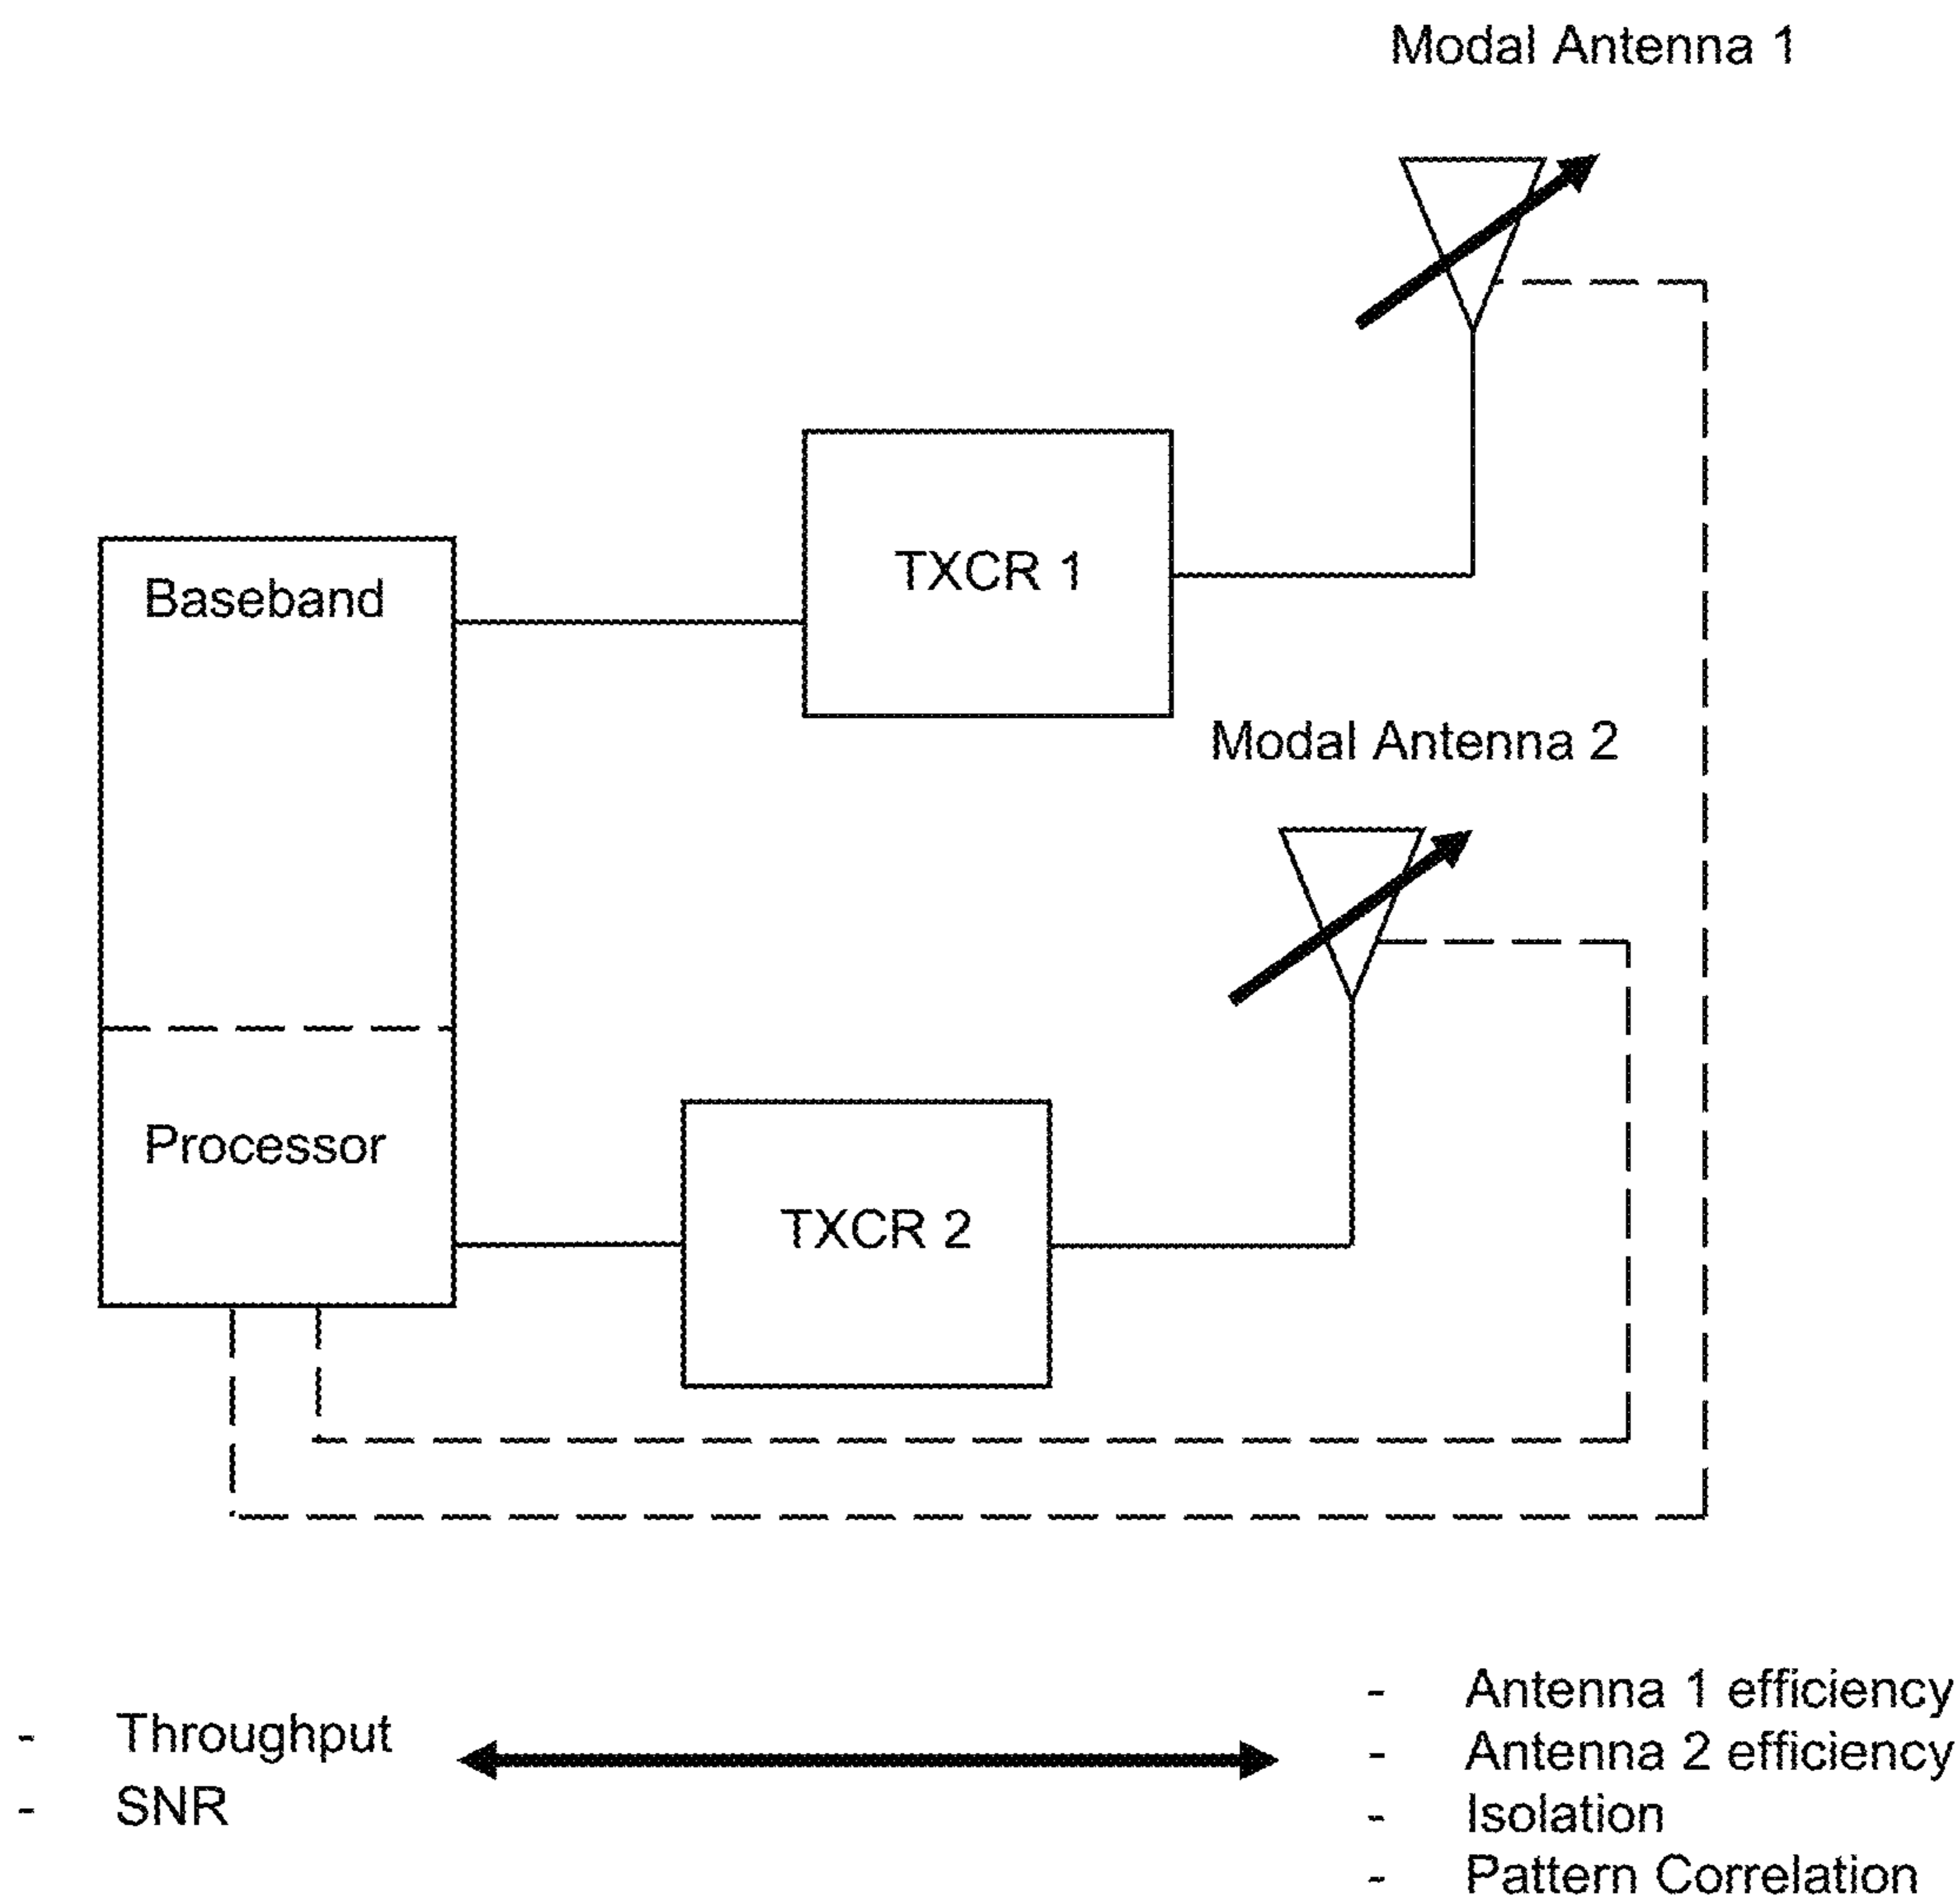 Modal Antenna 1
TXCR 1
Baseband
Modal Antenna 2
Processor
TXCR 2
- Throughput
- SNR
- Antenna 1 efficiency
- Antenna 2 efficiency
- Isolation
- Pattern Correlation